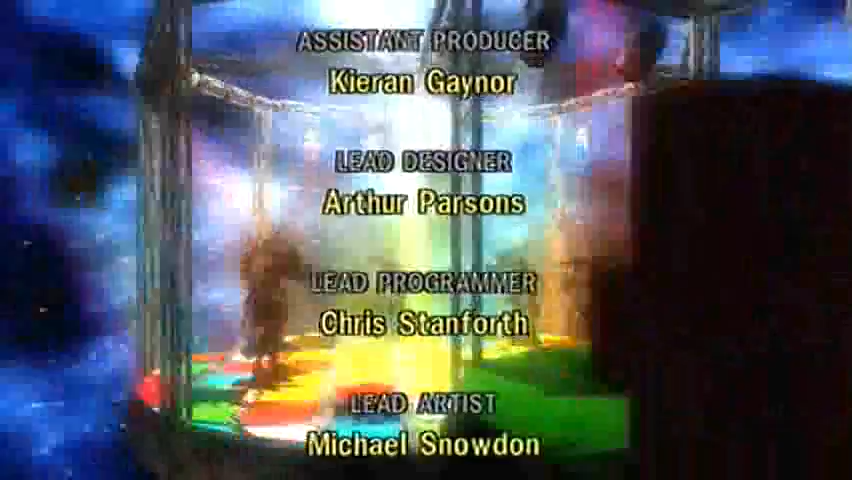 ASSISTANT PRODUCER
Kieran Gaynor
LEAD DESIGNER
Arthur Parsons
LEAD PROGRAMMER
Chris Stanforth
LEAD ARTIST
Michael Snowdon